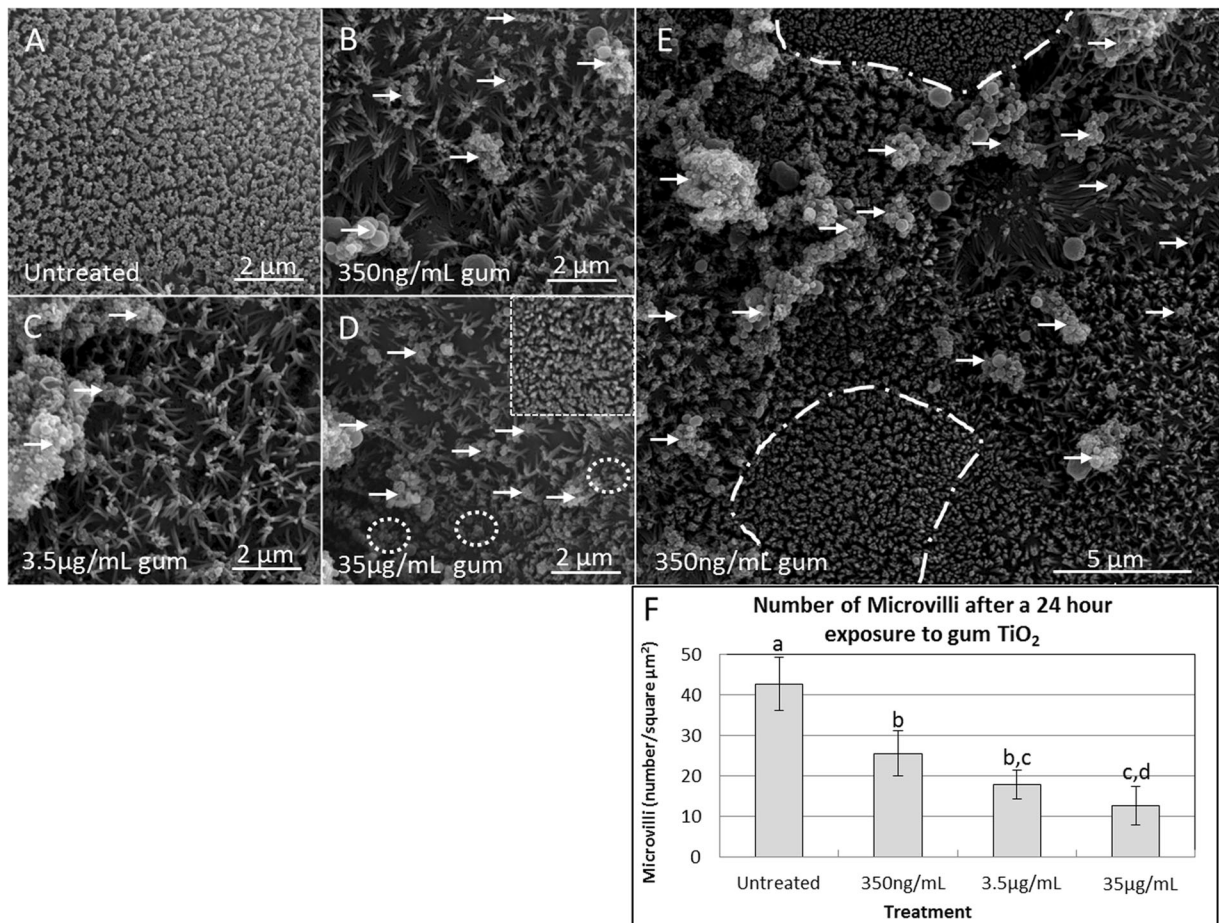 A
Untreated
2 µm
B
350ng/mL gum
2 µm
C
3.5µg/mL gum
2 µm
D
35µg/mL gum
2 µm
E
350ng/mL gum
5 µm
F
Number of Microvilli after a 24 hour
exposure to gum TiO₂
Microvilli (number/square µm²)
50
40
30
20
10
0
a
b
b,c
c,d
Untreated
350ng/mL
3.5µg/mL
35µg/mL
Treatment